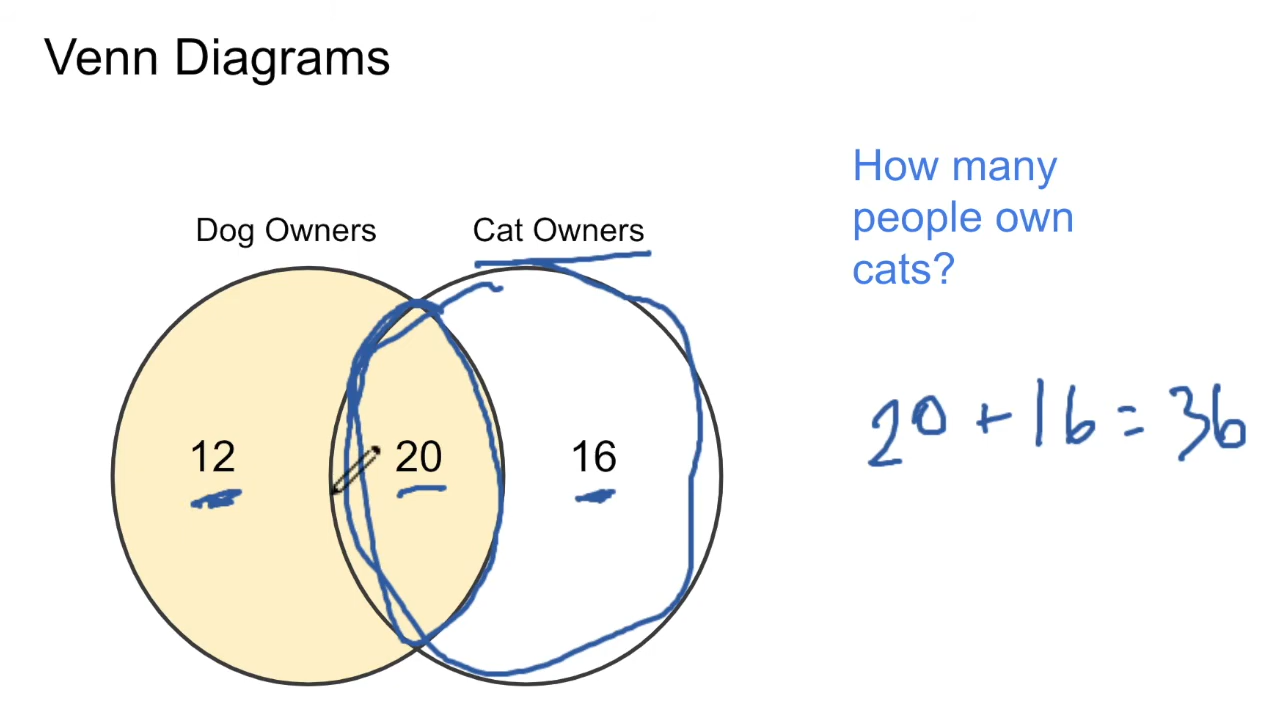 Venn Diagrams
How many
people own
cats?
Dog Owners
Cat Owners
12
20
16
20 + 16 = 36